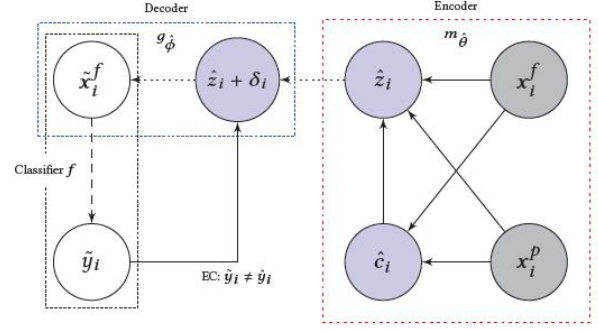 Decoder
Encoder
g_ϕ̂
m_θ̂
x̃_i^f
ẑ_i + δ_i
ẑ_i
x_i^f
Classifier f
ỹ_i
EC: ỹ_i ≠ ŷ_i
ĉ_i
x_i^p